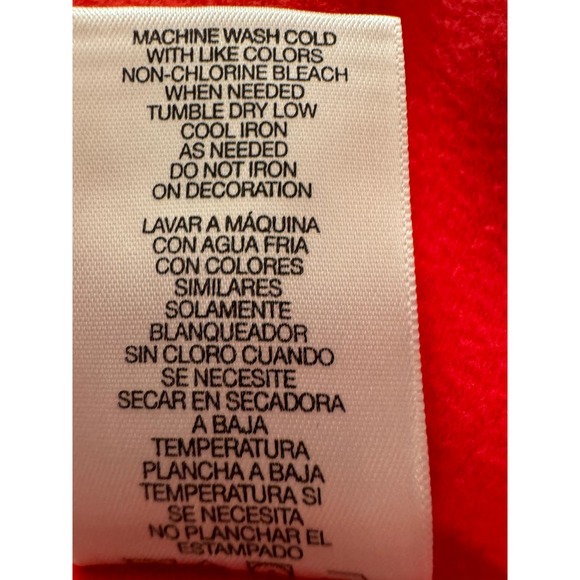 MACHINE WASH COLD
WITH LIKE COLORS
NON-CHLORINE BLEACH
WHEN NEEDED
TUMBLE DRY LOW
COOL IRON
AS NEEDED
DO NOT IRON
ON DECORATION
LAVAR A MÁQUINA
CON AGUA FRIA
CON COLORES
SIMILARES
SOLAMENTE
BLANQUEADOR
SIN CLORO CUANDO
SE NECESITE
SECAR EN SECADORA
A BAJA
TEMPERATURA
PLANCHA A BAJA
TEMPERATURA SI
SE NECESITA
NO PLANCHAR EL
ESTAMPADO